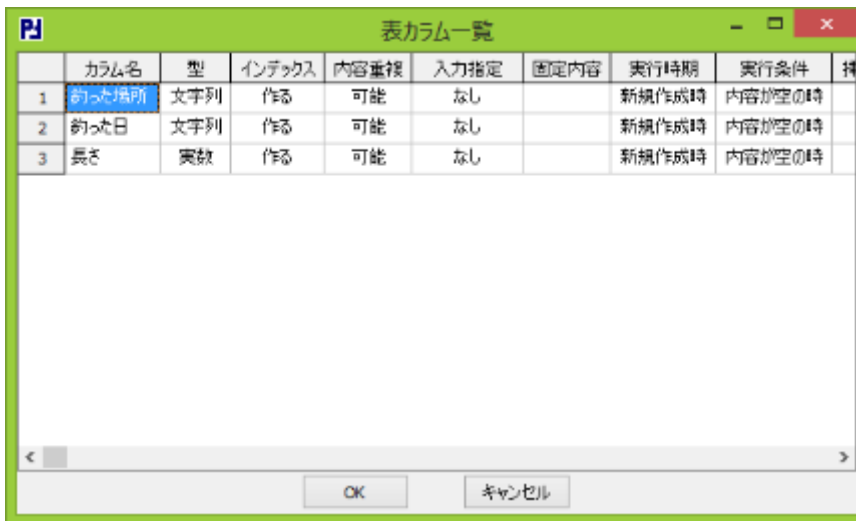 表カラム一覧
カラム名 型 インデックス 内容重複 入力指定 固定内容 実行時期 実行条件
1 釣った場所 文字列 作る 可能 なし 新規作成時 内容が空の時
2 釣った日 文字列 作る 可能 なし 新規作成時 内容が空の時
3 長さ 実数 作る 可能 なし 新規作成時 内容が空の時
OK キャンセル